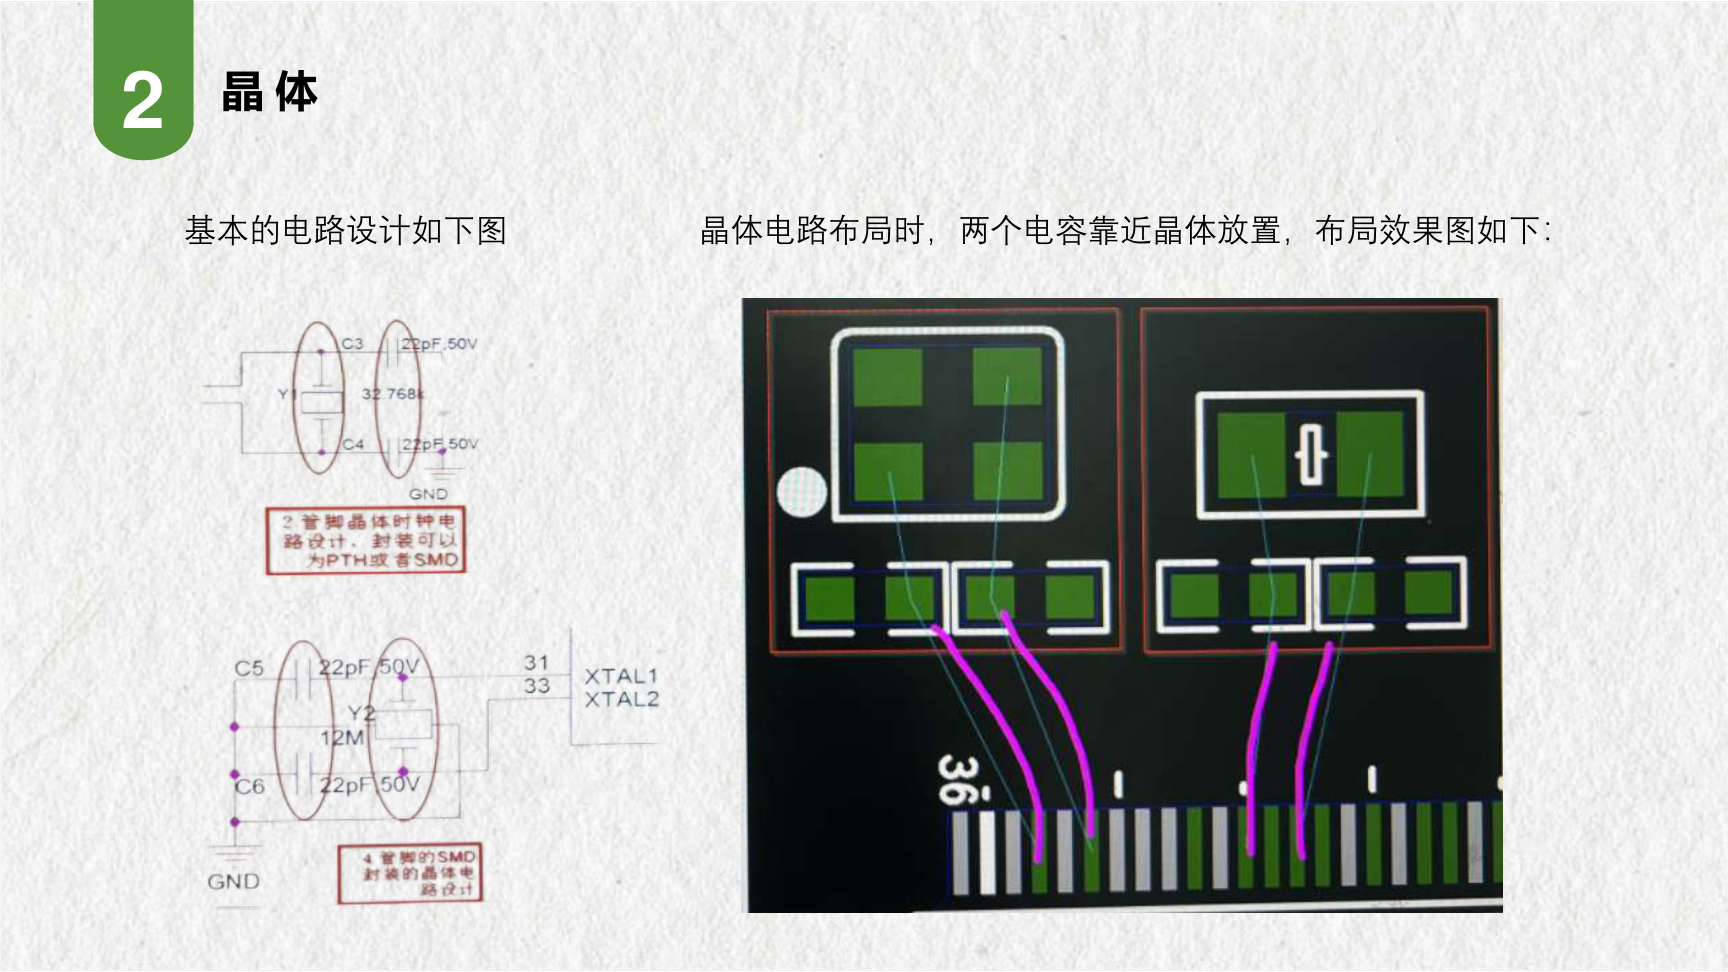 2
晶体
基本的电路设计如下图
晶体电路布局时，两个电容靠近晶体放置，布局效果图如下：
C3
22pF,50V
Y1
32.768k
C4
22pF,50V
GND
2 管脚晶体时钟电
路设计，封装可以
为PTH或者SMD
C5
22pF,50V
31
XTAL1
33
XTAL2
Y2
12M
C6
22pF,50V
4 管脚的SMD
封装的晶体电
路设计
GND
36